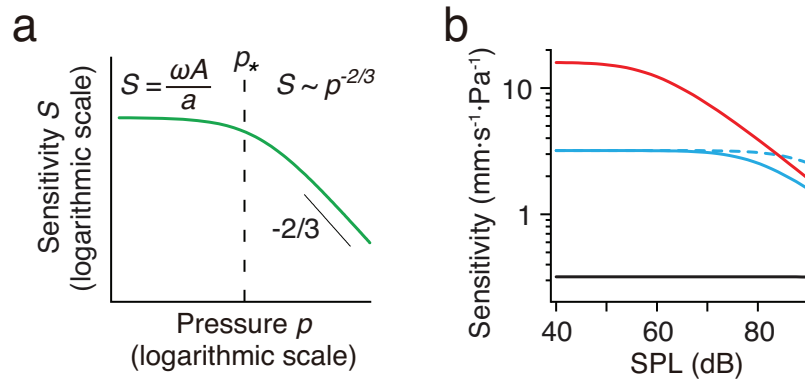 a
S = ωA/a
p*
S ~ p^-2/3
-2/3
Sensitivity S
(logarithmic scale)
Pressure p
(logarithmic scale)
b
Sensitivity (mm·s⁻¹·Pa⁻¹)
10
1
40
60
80
SPL (dB)